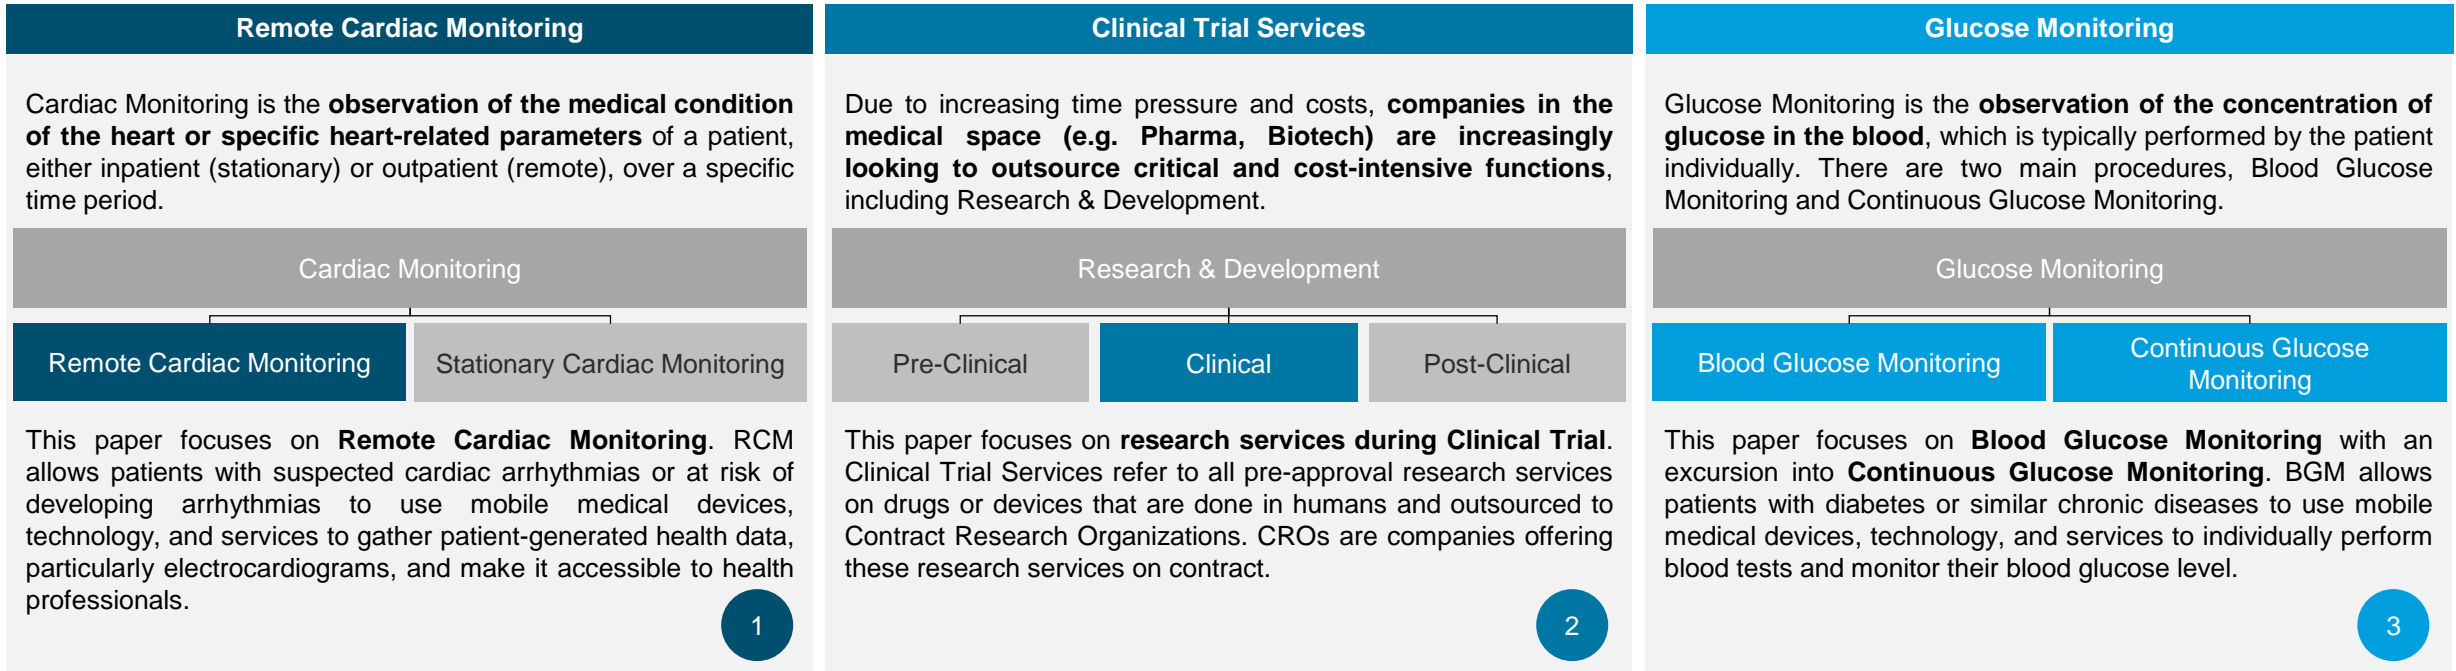 Remote Cardiac Monitoring
Cardiac Monitoring is the observation of the medical condition
of the heart or specific heart-related parameters of a patient,
either inpatient (stationary) or outpatient (remote), over a specific
time period.
Cardiac Monitoring
Remote Cardiac Monitoring
Stationary Cardiac Monitoring
This paper focuses on Remote Cardiac Monitoring. RCM
allows patients with suspected cardiac arrhythmias or at risk of
developing arrhythmias to use mobile medical devices,
technology, and services to gather patient-generated health data,
particularly electrocardiograms, and make it accessible to health
professionals.
1
Clinical Trial Services
Due to increasing time pressure and costs, companies in the
medical space (e.g. Pharma, Biotech) are increasingly
looking to outsource critical and cost-intensive functions,
including Research & Development.
Research & Development
Pre-Clinical
Clinical
Post-Clinical
This paper focuses on research services during Clinical Trial.
Clinical Trial Services refer to all pre-approval research services
on drugs or devices that are done in humans and outsourced to
Contract Research Organizations. CROs are companies offering
these research services on contract.
2
Glucose Monitoring
Glucose Monitoring is the observation of the concentration of
glucose in the blood, which is typically performed by the patient
individually. There are two main procedures, Blood Glucose
Monitoring and Continuous Glucose Monitoring.
Glucose Monitoring
Blood Glucose Monitoring
Continuous Glucose
Monitoring
This paper focuses on Blood Glucose Monitoring with an
excursion into Continuous Glucose Monitoring. BGM allows
patients with diabetes or similar chronic diseases to use mobile
medical devices, technology, and services to individually perform
blood tests and monitor their blood glucose level.
3